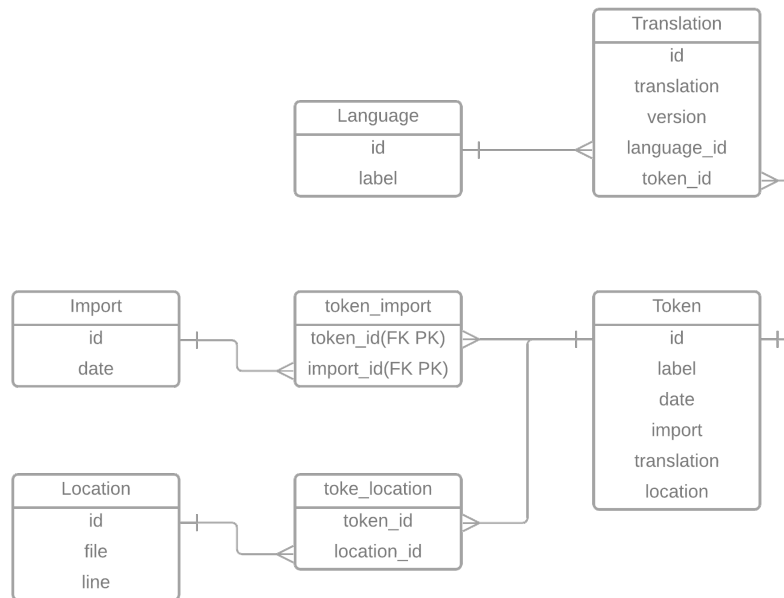 Translation
id
translation
version
language_id
token_id
Language
id
label
Import
id
date
token_import
token_id(FK PK)
import_id(FK PK)
Token
id
label
date
import
translation
location
Location
id
file
line
toke_location
token_id
location_id